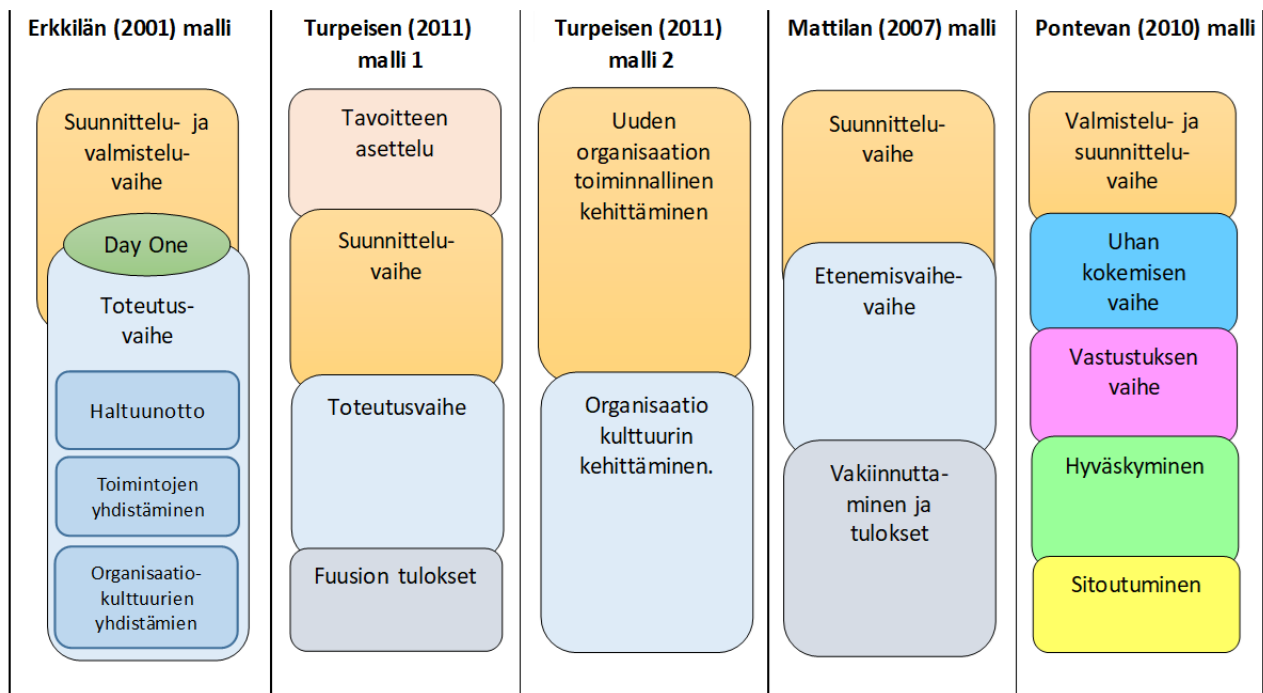 Erkkilän (2001) malli
Suunnittelu- ja
valmistelu-
vaihe
Day One
Toteutus-
vaihe
Haltuunotto
Toimintojen
yhdistäminen
Organisaatio-
kulttuurien
yhdistämien
Turpeisen (2011)
malli 1
Tavoitteen
asettelu
Suunnittelu-
vaihe
Toteutusvaihe
Fuusion tulokset
Turpeisen (2011)
malli 2
Uuden
organisaation
toiminnallinen
kehittäminen
Organisaatio
kulttuurin
kehittäminen.
Mattilan (2007) malli
Suunnittelu-
vaihe
Etenemisvaihe-
vaihe
Vakiinnutta-
minen ja
tulokset
Pontevan (2010) malli
Valmistelu- ja
suunnittelu-
vaihe
Uhan
kokemisen
vaihe
Vastustuksen
vaihe
Hyväskyminen
Sitoutuminen